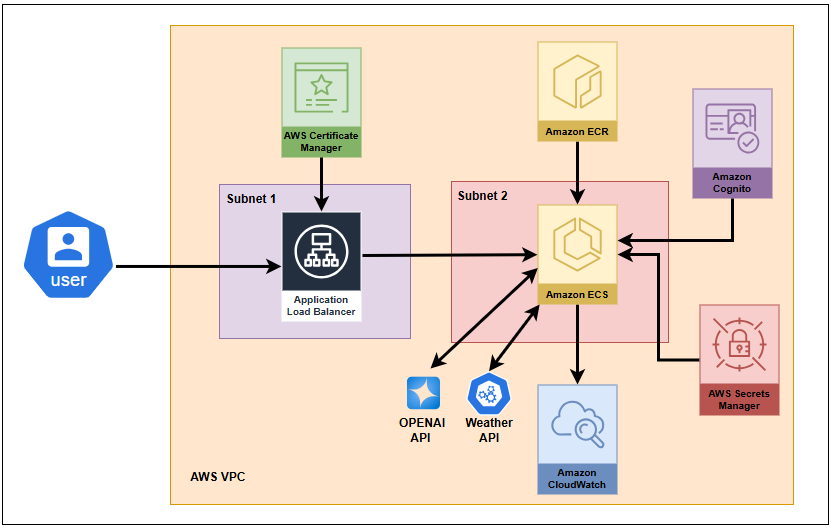 AWS Certificate
Manager
Amazon ECR
Amazon
Cognito
Subnet 1
Subnet 2
user
Application
Load Balancer
Amazon ECS
AWS Secrets
Manager
OPENAI
API
Weather
API
Amazon
CloudWatch
AWS VPC